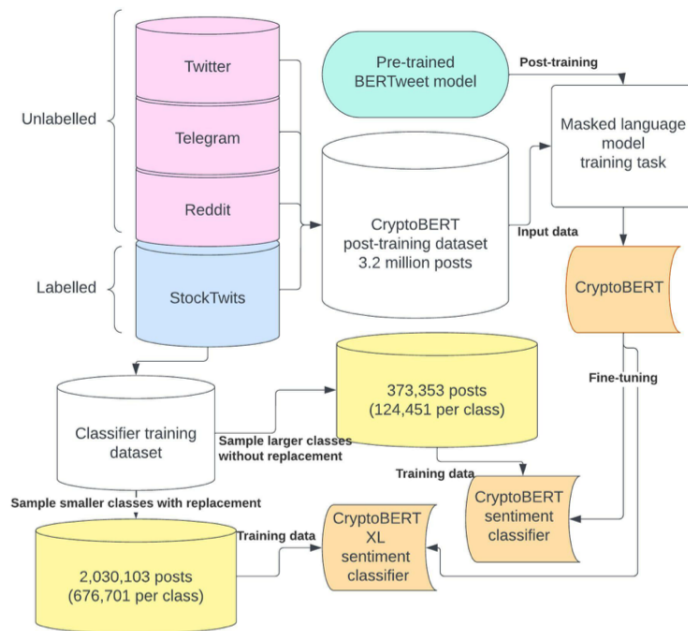 Twitter
Pre-trained
BERTweet model
Post-training
Unlabelled
Telegram
Masked language
model
training task
Reddit
CryptoBERT
post-training dataset
3.2 million posts
Input data
Labelled
StockTwits
CryptoBERT
Fine-tuning
373,353 posts
(124,451 per class)
Classifier training
dataset
Sample larger classes
without replacement
Training data
Sample smaller classes with replacement
CryptoBERT
sentiment
classifier
CryptoBERT
XL
sentiment
classifier
Training data
2,030,103 posts
(676,701 per class)